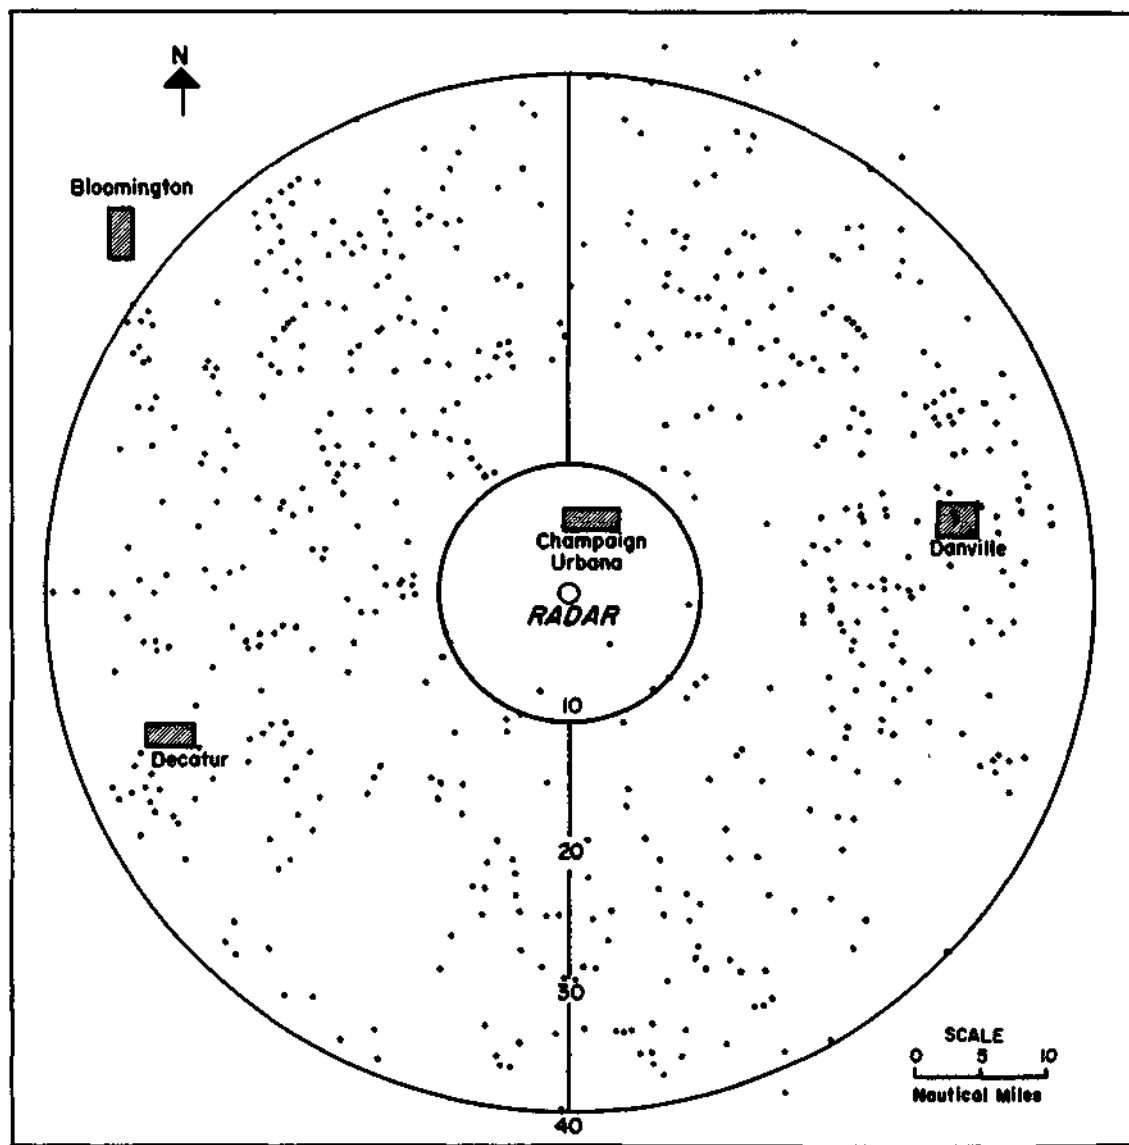 N
Bloomington
Champaign
Urbana
RADAR
Danville
10
Decatur
20
30
SCALE
0 5 10
Nautical Miles
40